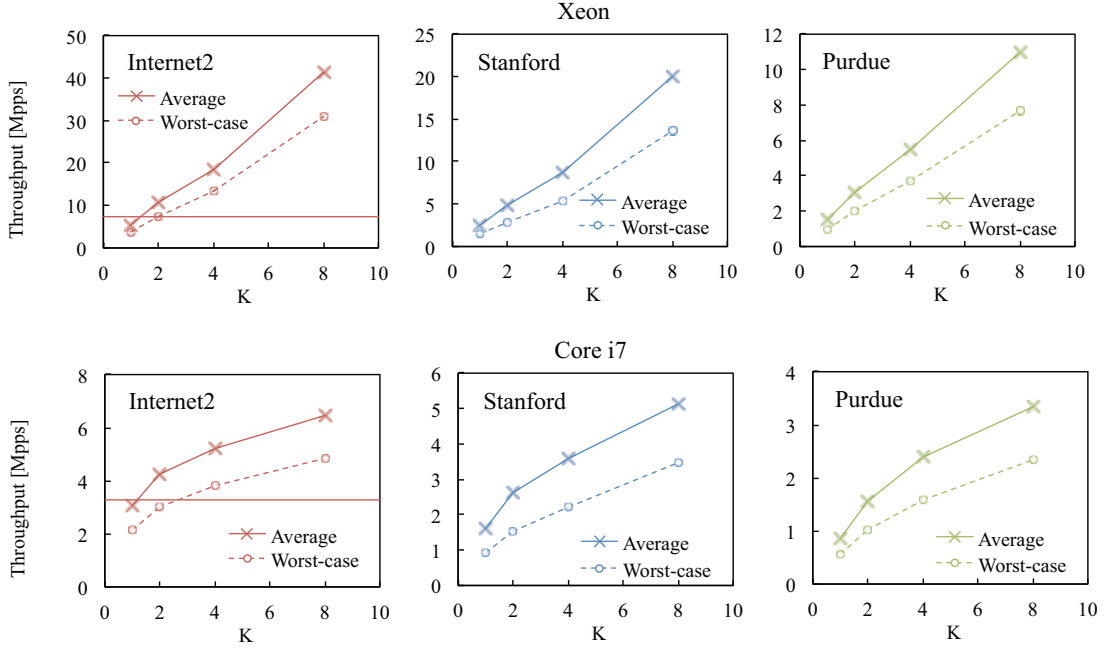 Xeon
Throughput [Mpps]
50
40
30
20
10
0
Internet2
Average
Worst-case
0 2 4 6 8 10
K
25
20
15
10
5
0
Stanford
Average
Worst-case
0 2 4 6 8 10
K
12
10
8
6
4
2
0
Purdue
Average
Worst-case
0 2 4 6 8 10
K
Core i7
Throughput [Mpps]
8
6
4
2
0
Internet2
Average
Worst-case
0 2 4 6 8 10
K
6
5
4
3
2
1
0
Stanford
Average
Worst-case
0 2 4 6 8 10
K
4
3
2
1
0
Purdue
Average
Worst-case
0 2 4 6 8 10
K